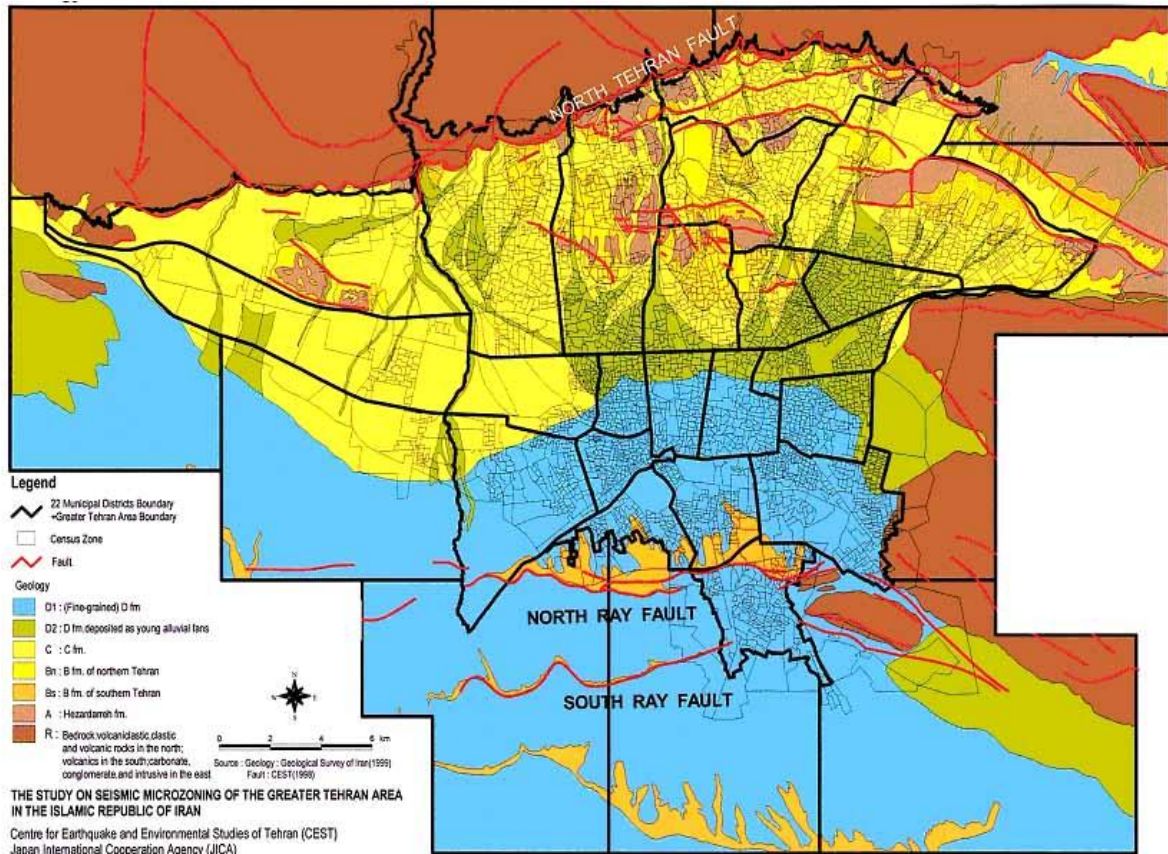 NORTH TEHRAN FAULT
NORTH RAY FAULT
SOUTH RAY FAULT
Legend
22 Municipal Districts Boundary
+Greater Tehran Area Boundary
Census Zone
Fault
Geology
D1 : (Fine-grained) D fm
D2 : D fm.deposited as young alluvial fans
C : C fm.
Bn : B fm. of northern Tehran
Bs : B fm. of southern Tehran
A : Hezardarreh fm.
R : Bedrock:volcaniclastic,clastic
and volcanic rocks in the north;
volcanics in the south;carbonate,
conglomerate,and intrusive in the east
N
0 2 4 6 km
Source : Geology : Geological Survey of Iran(1999)
Fault : CEST(1998)
THE STUDY ON SEISMIC MICROZONING OF THE GREATER TEHRAN AREA
IN THE ISLAMIC REPUBLIC OF IRAN
Centre for Earthquake and Environmental Studies of Tehran (CEST)
Japan International Cooperation Agency (JICA)